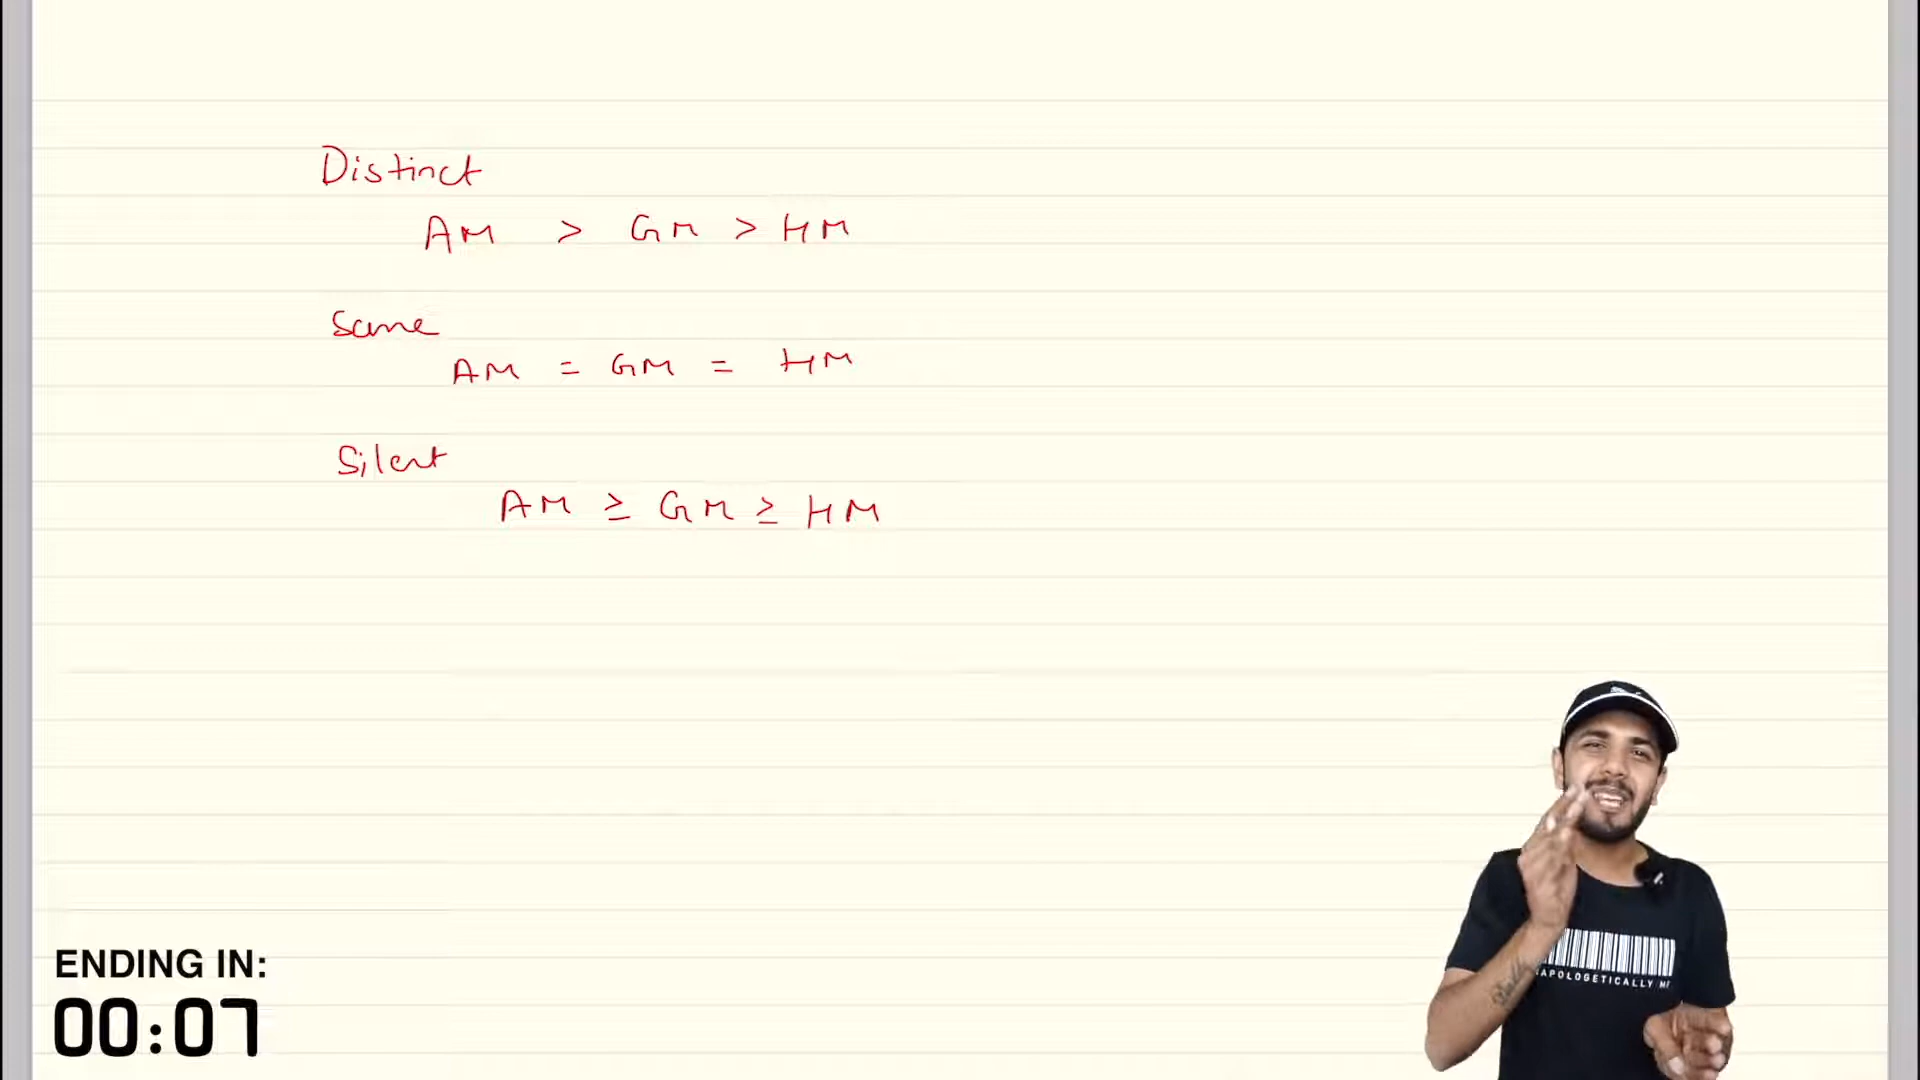 Distinct
AM > GM > HM
Same
AM = GM = HM
Silent
AM ≥ GM ≥ HM
ENDING IN:
00:07
APOLOGETICALLY